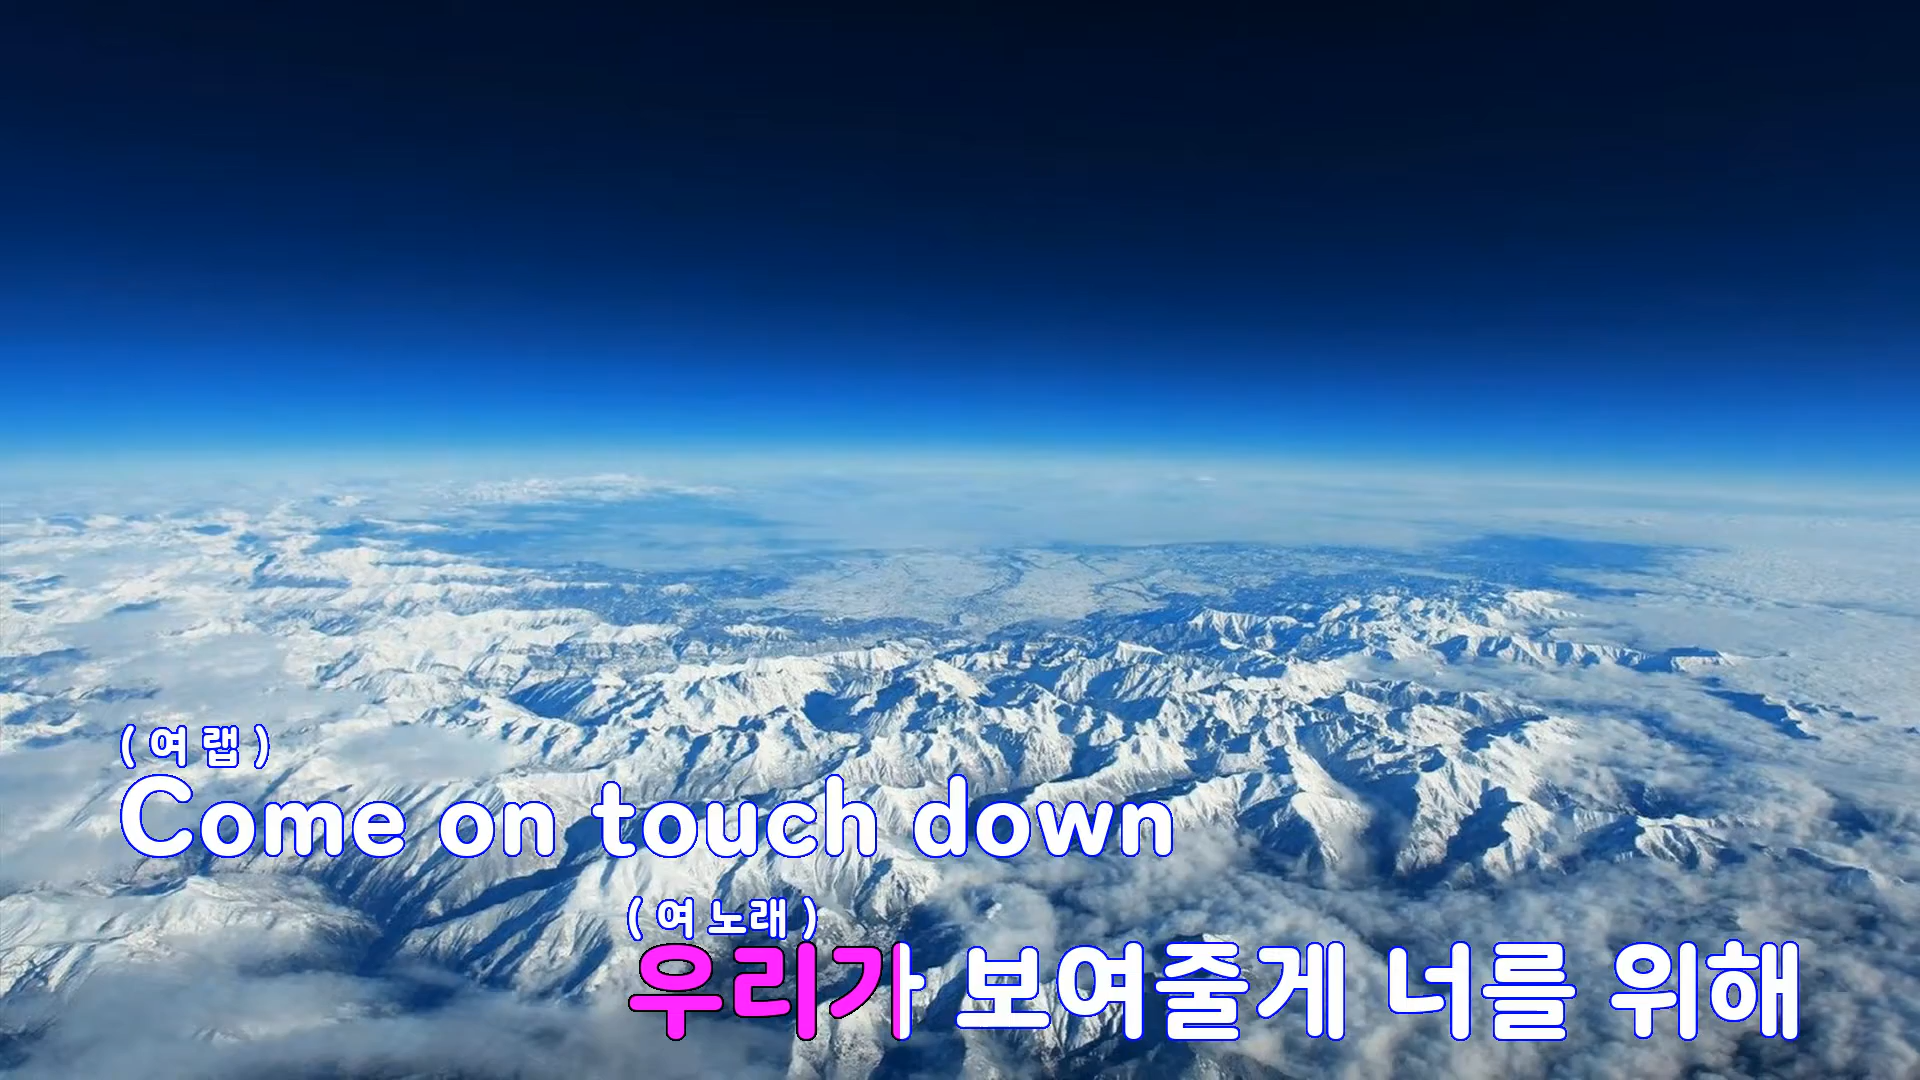 ( 여 랩 )
Come on touch down
( 여 노래 )
우리가 보여줄게 너를 위해